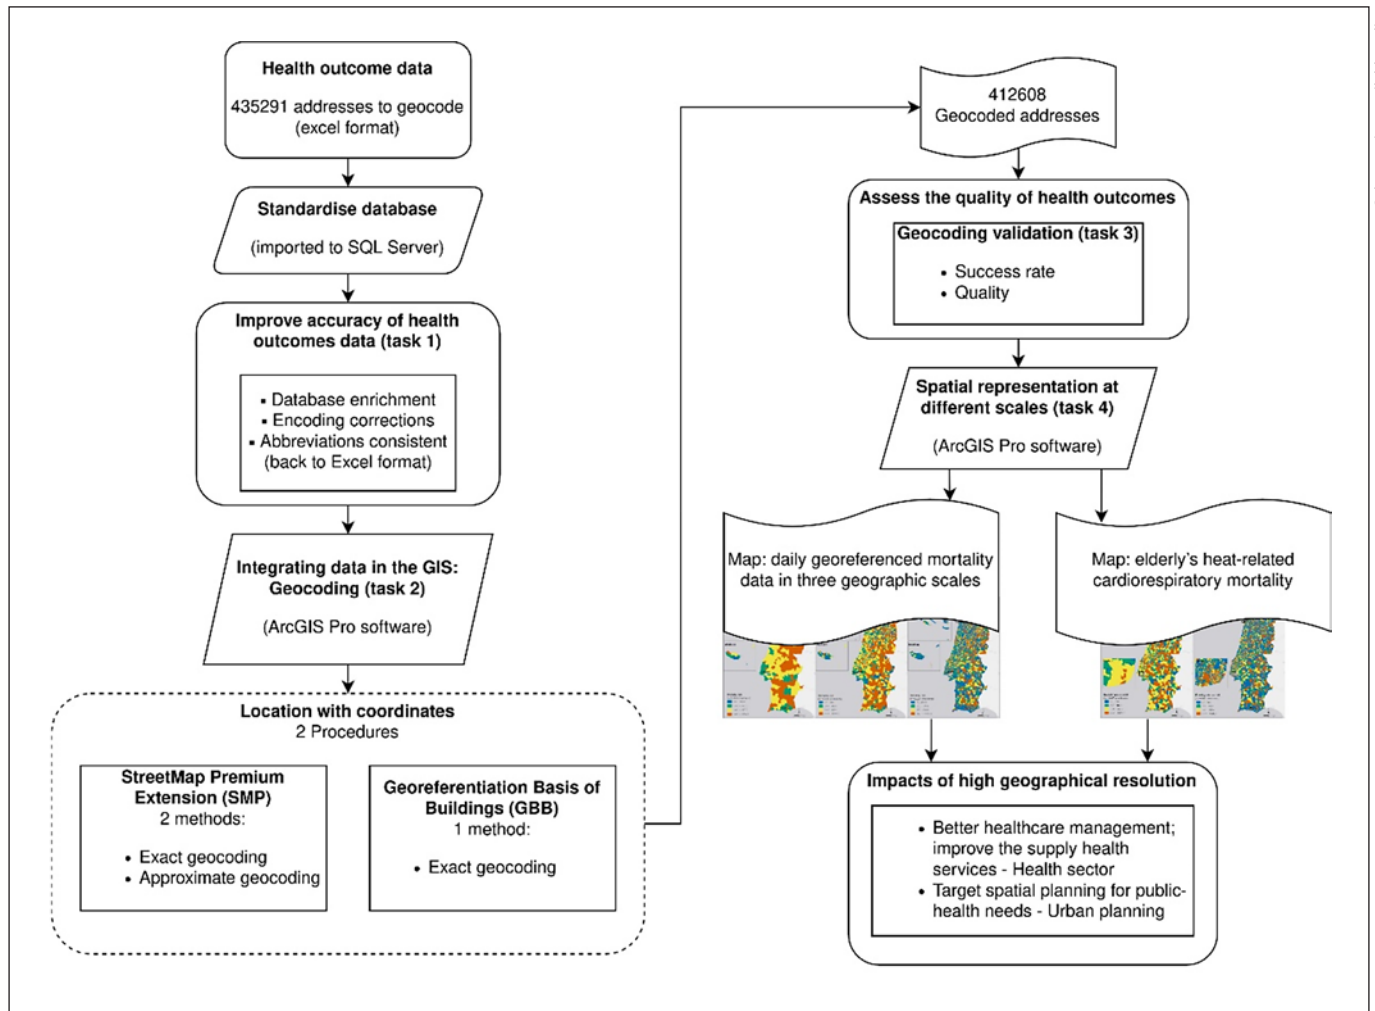 Health outcome data
435291 addresses to geocode
(excel format)
Standardise database
(imported to SQL Server)
Improve accuracy of health
outcomes data (task 1)
▪ Database enrichment
▪ Encoding corrections
▪ Abbreviations consistent
(back to Excel format)
Integrating data in the GIS:
Geocoding (task 2)
(ArcGIS Pro software)
Location with coordinates
2 Procedures
StreetMap Premium
Extension (SMP)
2 methods:
• Exact geocoding
• Approximate geocoding
Georeferentiation Basis of
Buildings (GBB)
1 method:
• Exact geocoding
412608
Geocoded addresses
Assess the quality of health outcomes
Geocoding validation (task 3)
• Success rate
• Quality
Spatial representation at
different scales (task 4)
(ArcGIS Pro software)
Map: daily georeferenced mortality
data in three geographic scales
Map: elderly's heat-related
cardiorespiratory mortality
Impacts of high geographical resolution
• Better healthcare management;
improve the supply health
services - Health sector
• Target spatial planning for public-
health needs - Urban planning